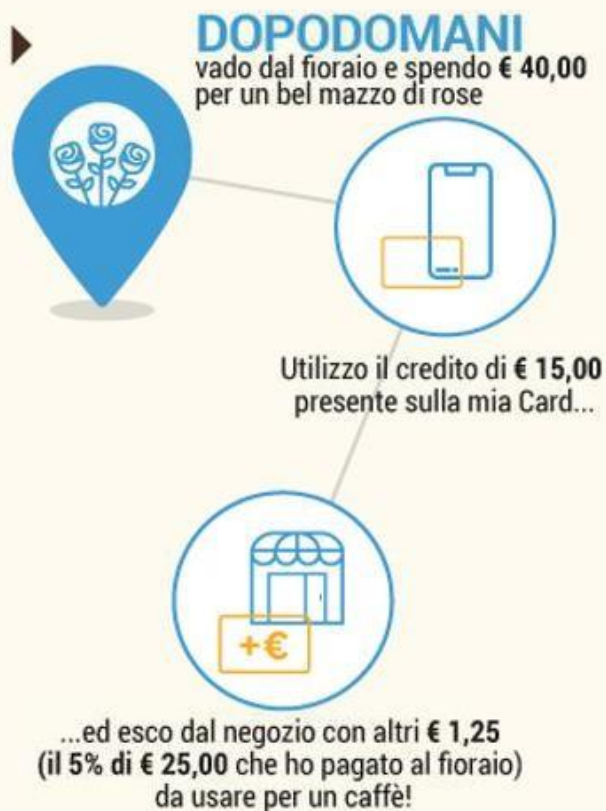 DOPODOMANI
vado dal fioraio e spendo € 40,00
per un bel mazzo di rose
Utilizzo il credito di € 15,00
presente sulla mia Card...
+€
...ed esco dal negozio con altri € 1,25
(il 5% di € 25,00 che ho pagato al fioraio)
da usare per un caffè!